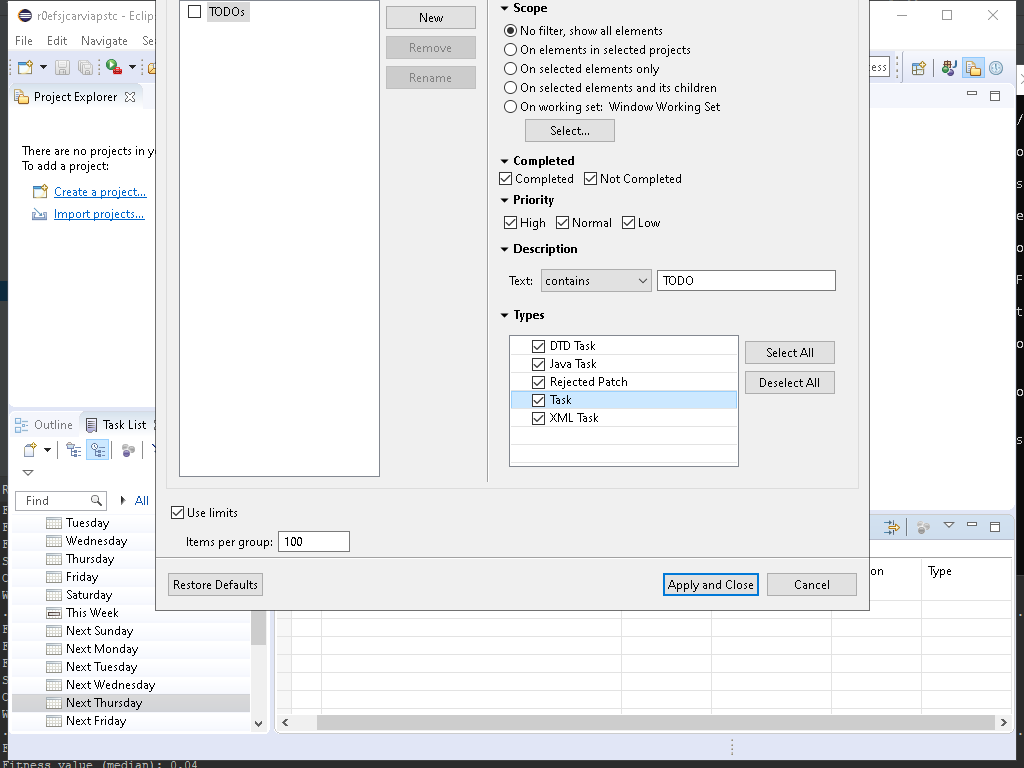 r0efsjcarviapstc - Eclip
File Edit Navigate Se
ess
Project Explorer
There are no projects in y
To add a project:
Create a project...
Import projects...
TODOs
New
Remove
Rename
Scope
No filter, show all elements
On elements in selected projects
On selected elements only
On selected elements and its children
On working set: Window Working Set
Select...
Completed
Completed Not Completed
Priority
High Normal Low
Description
Text: contains TODO
Types
DTD Task
Java Task
Rejected Patch
Task
XML Task
Select All
Deselect All
Use limits
Items per group: 100
Restore Defaults Apply and Close Cancel
Outline Task List
Find All
Tuesday
Wednesday
Thursday
Friday
Saturday
This Week
Next Sunday
Next Monday
Next Tuesday
Next Wednesday
Next Thursday
Next Friday
on Type
Fitness value (median): 0.04